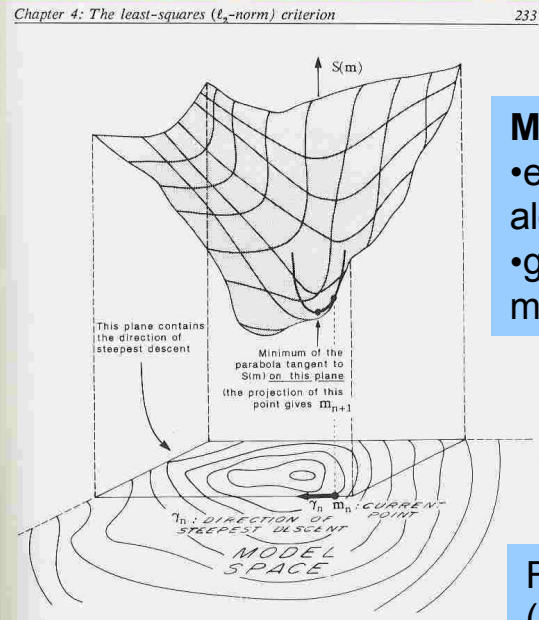 Chapter 4: The least-squares (ℓ₂-norm) criterion 233
S(m)
This plane contains
the direction of
steepest descent
Minimum of the
parabola tangent to
S(m) on this plane
(the projection of this
point gives mₙ₊₁
γₙ mₙ: CURRENT
POINT
γₙ: DIRECTION OF
STEEPEST DESCENT
MODEL
SPACE